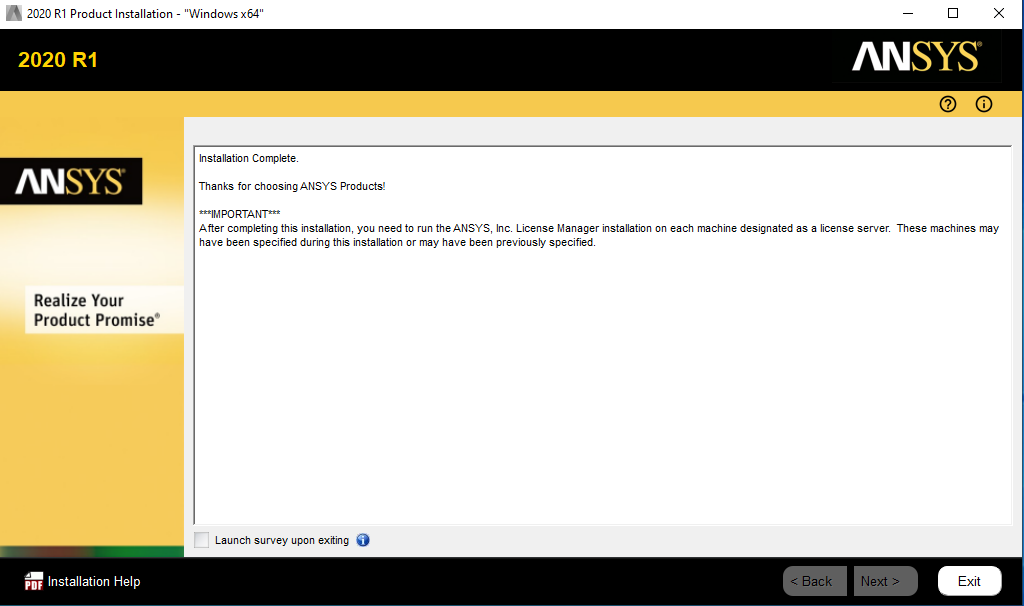 2020 R1 Product Installation - "Windows x64"
2020 R1
ANSYS®
ANSYS®
Realize Your
Product Promise®
Installation Complete.
Thanks for choosing ANSYS Products!
***IMPORTANT***
After completing this installation, you need to run the ANSYS, Inc. License Manager installation on each machine designated as a license server.  These machines may
have been specified during this installation or may have been previously specified.
Launch survey upon exiting
PDF Installation Help
< Back
Next >
Exit